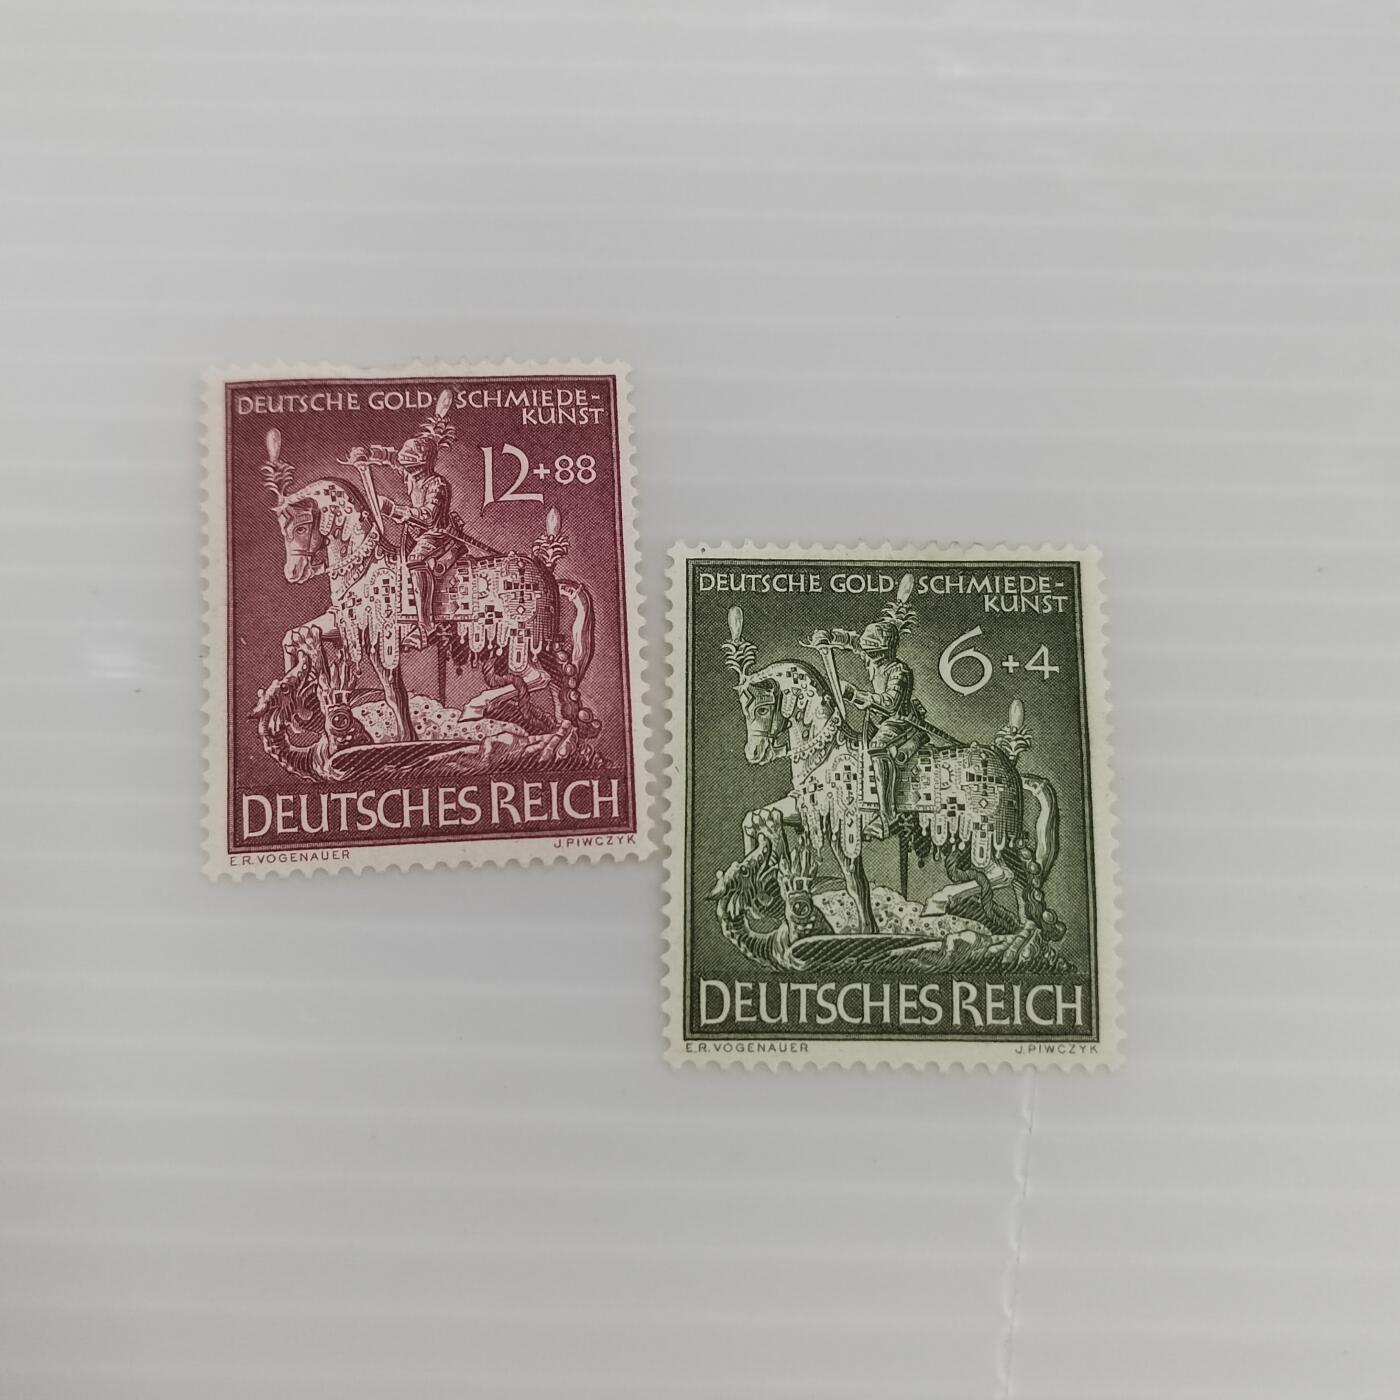 DEUTSCHE GOLD SCHMIEDE-
KUNST
12+88
DEUTSCHES REICH
E.R.VOGENAUER J.PIWCZYK
DEUTSCHE GOLD SCHMIEDE-
KUNST
6+4
DEUTSCHES REICH
E.R.VOGENAUER J.PIWCZYK